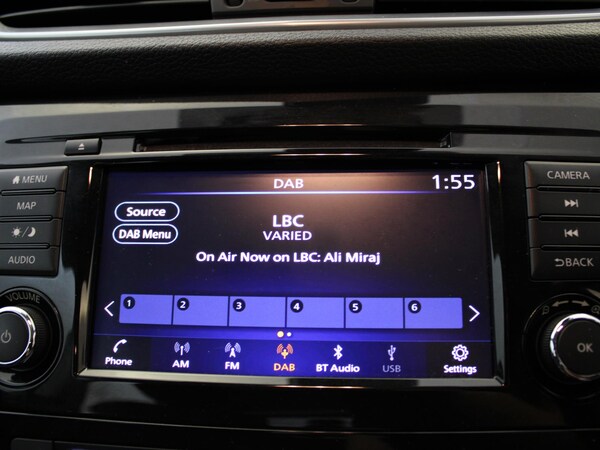 DAB 1:55
Source
LBC
VARIED
DAB Menu
On Air Now on LBC: Ali Miraj
1 2 3 4 5 6
Phone AM FM DAB BT Audio USB Settings
MENU
MAP
AUDIO
VOLUME
CAMERA
BACK
OK